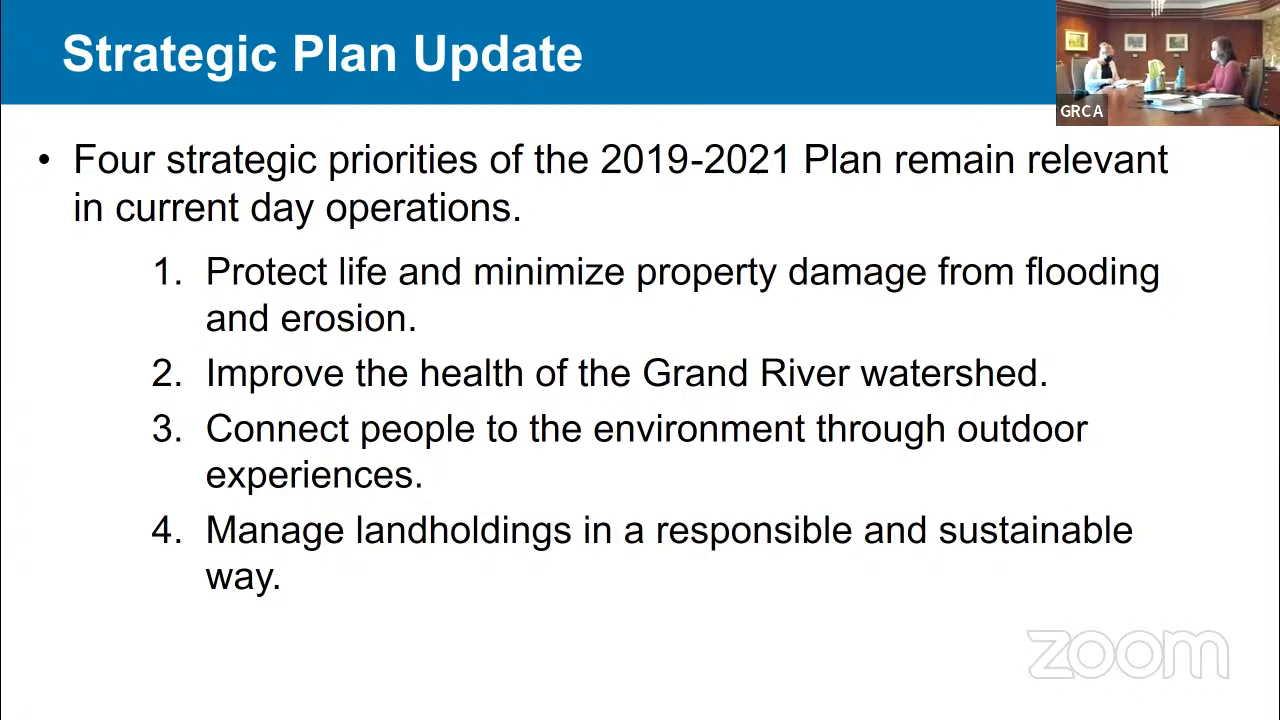 Strategic Plan Update
GRCA
• Four strategic priorities of the 2019-2021 Plan remain relevant
in current day operations.
1. Protect life and minimize property damage from flooding
and erosion.
2. Improve the health of the Grand River watershed.
3. Connect people to the environment through outdoor
experiences.
4. Manage landholdings in a responsible and sustainable
way.
zoom